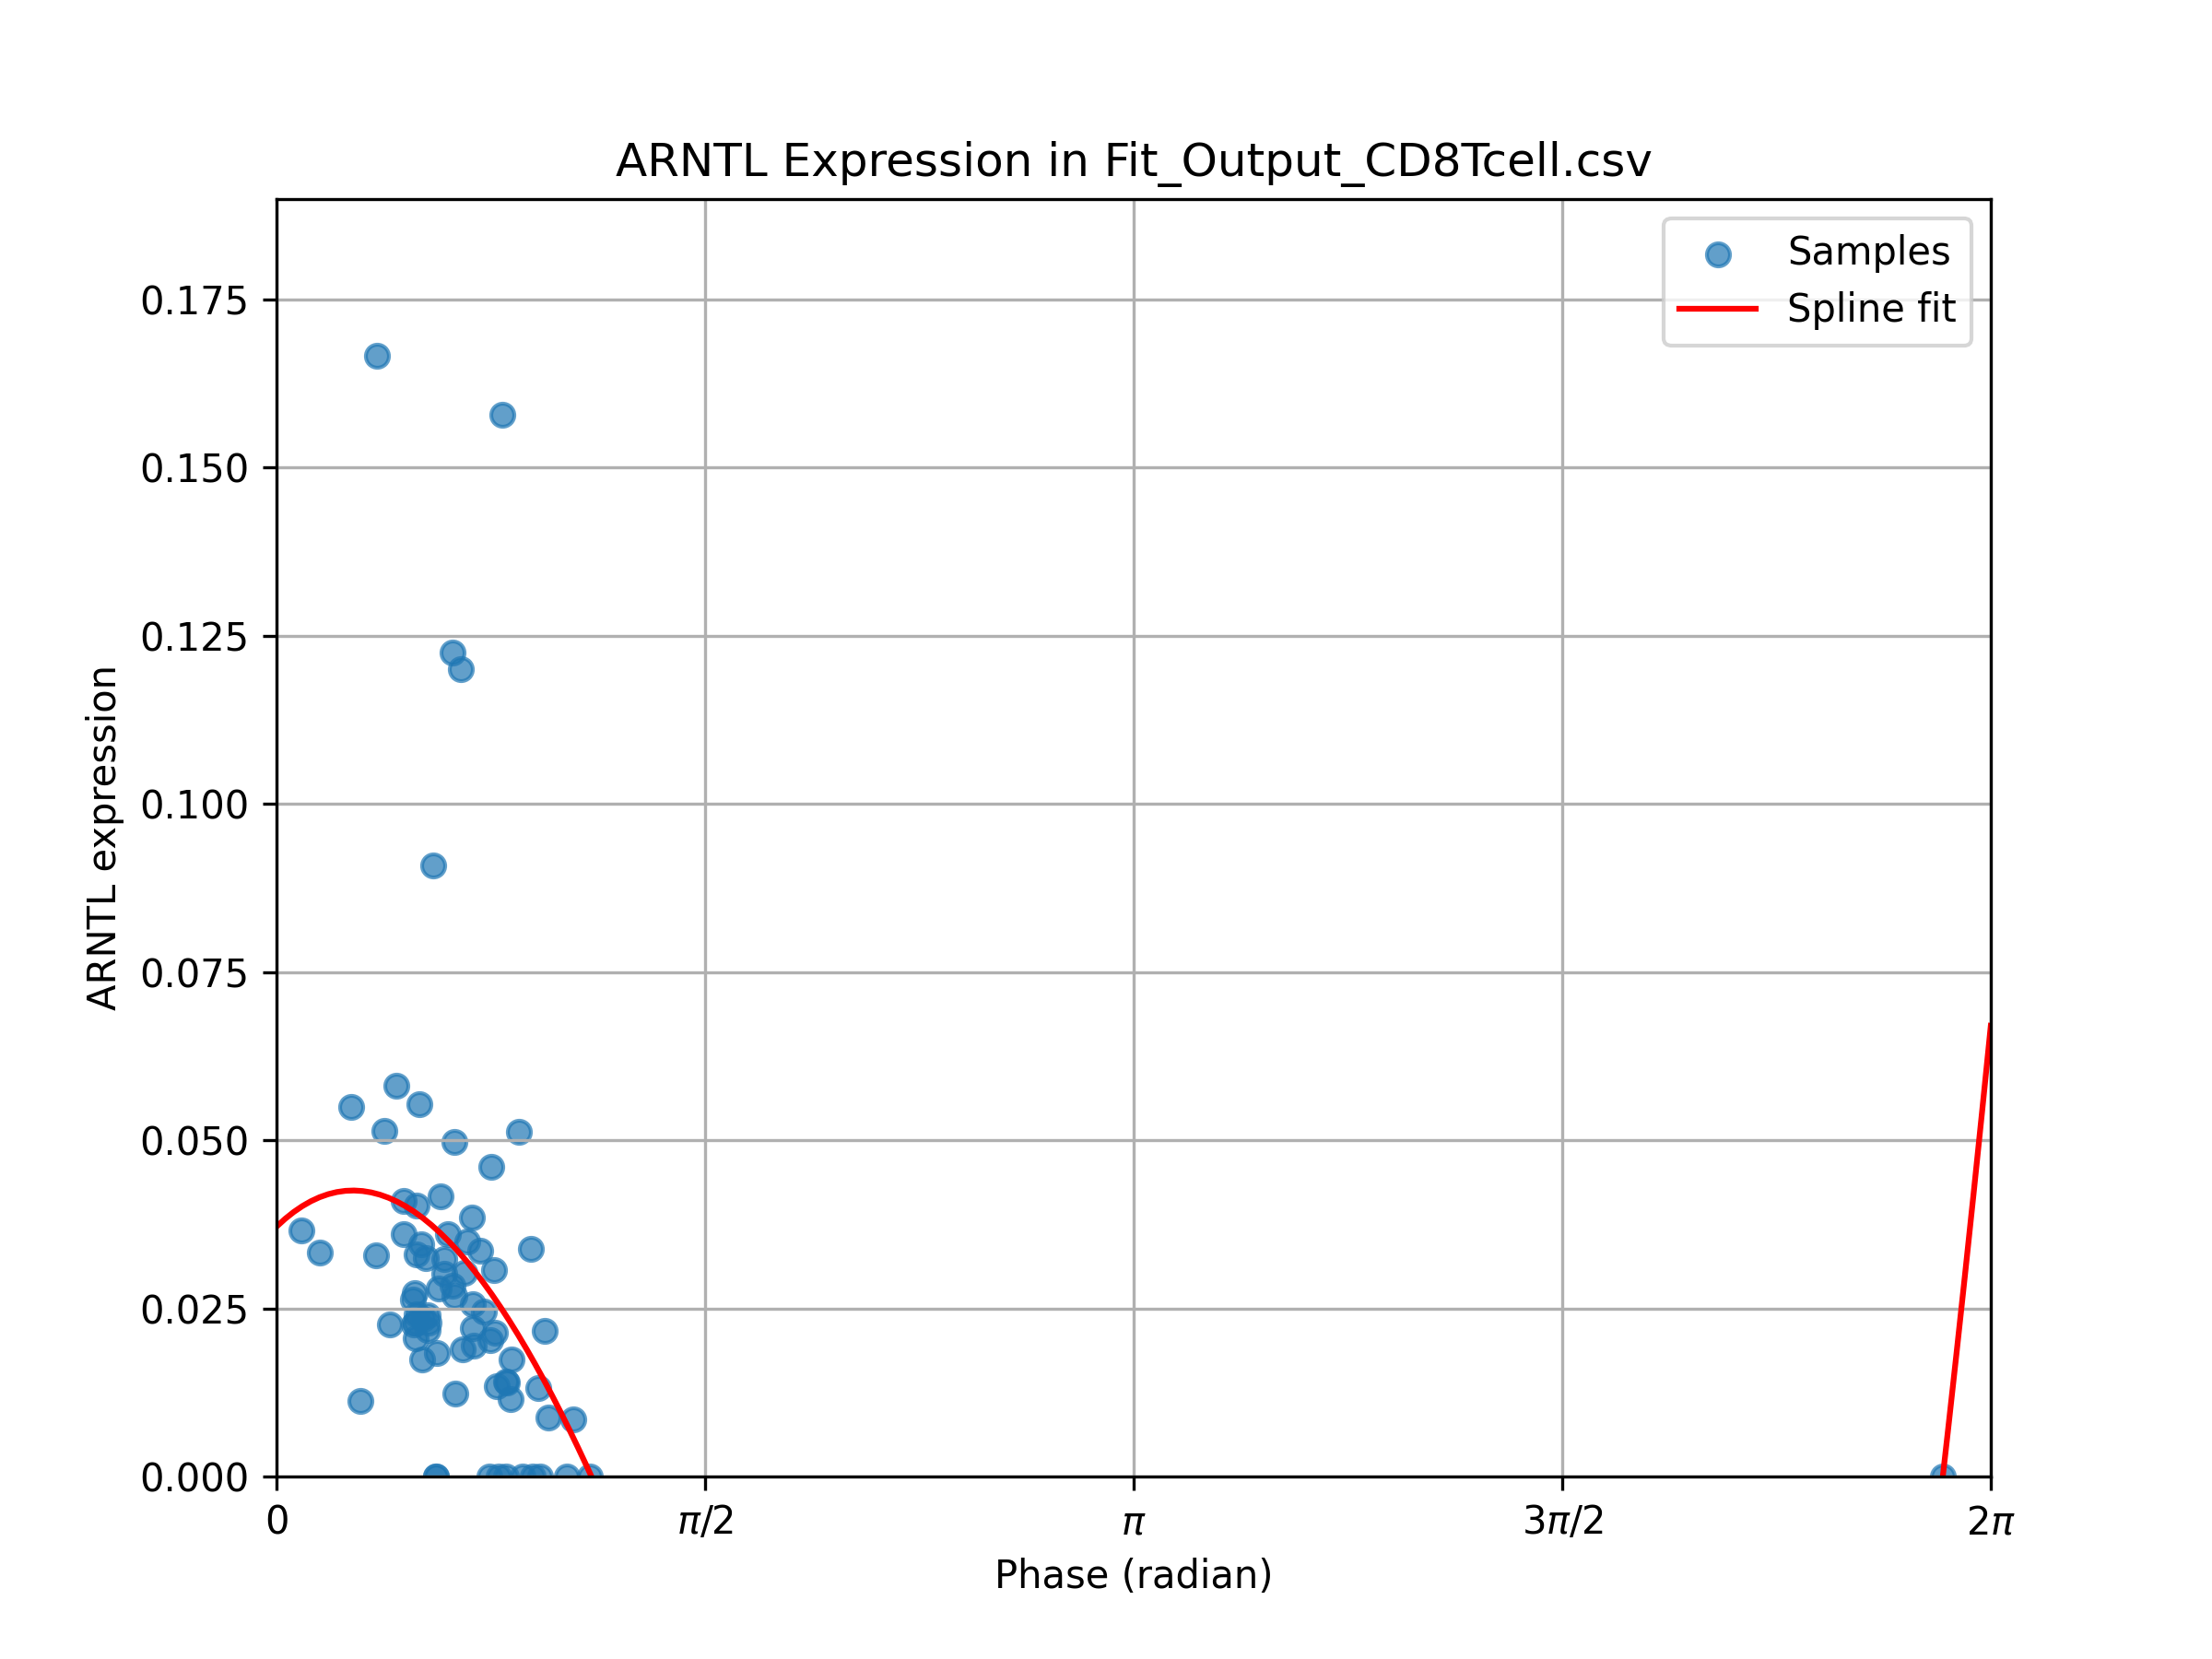 ARNTL Expression in Fit_Output_CD8Tcell.csv
Samples
Spline fit
ARNTL expression
0.175
0.150
0.125
0.100
0.075
0.050
0.025
0.000
0 π/2 π 3π/2 2π
Phase (radian)